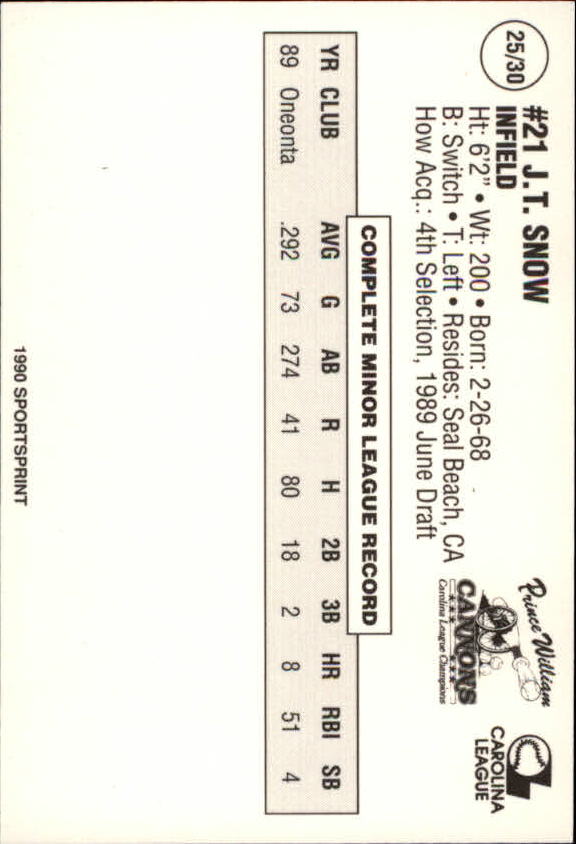 25/30
#21 J.T. SNOW
INFIELD
Ht: 6'2" • Wt: 200 • Born: 2-26-68
B: Switch • T: Left • Resides: Seal Beach, CA
How Acq.: 4th Selection, 1989 June Draft
Prince William
CANNONS
Carolina League Champions
CAROLINA
LEAGUE
COMPLETE MINOR LEAGUE RECORD
YR CLUB AVG G AB R H 2B 3B HR RBI SB
89 Oneonta .292 73 274 41 80 18 2 8 51 4
1990 SPORTSPRINT